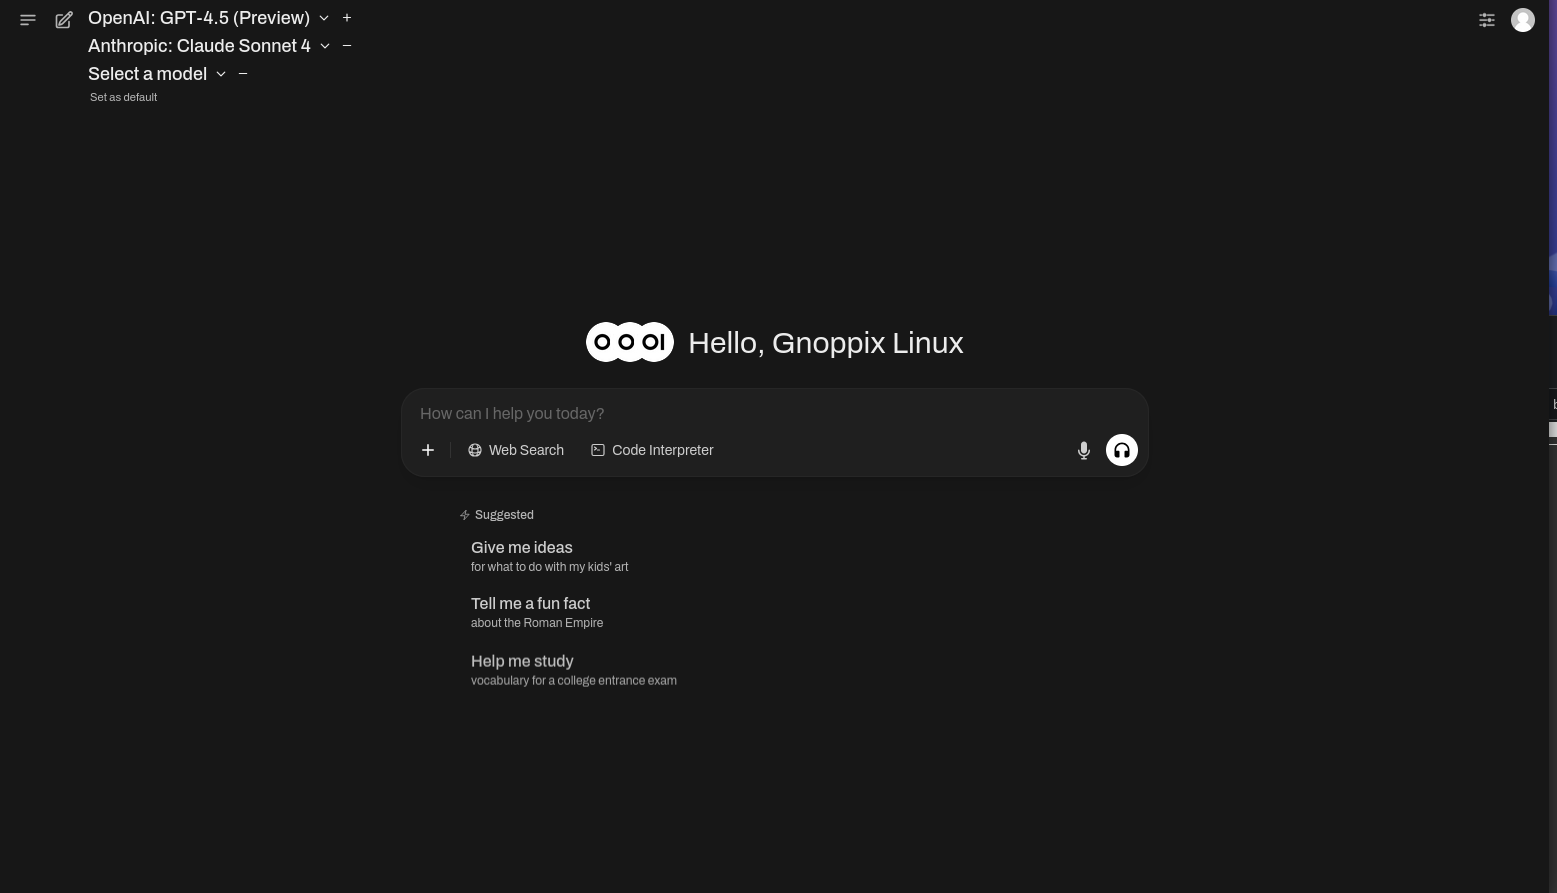 OpenAI: GPT-4.5 (Preview)
Anthropic: Claude Sonnet 4
Select a model
Set as default
O O OI Hello, Gnoppix Linux
How can I help you today?
Web Search Code Interpreter
Suggested
Give me ideas
for what to do with my kids' art
Tell me a fun fact
about the Roman Empire
Help me study
vocabulary for a college entrance exam